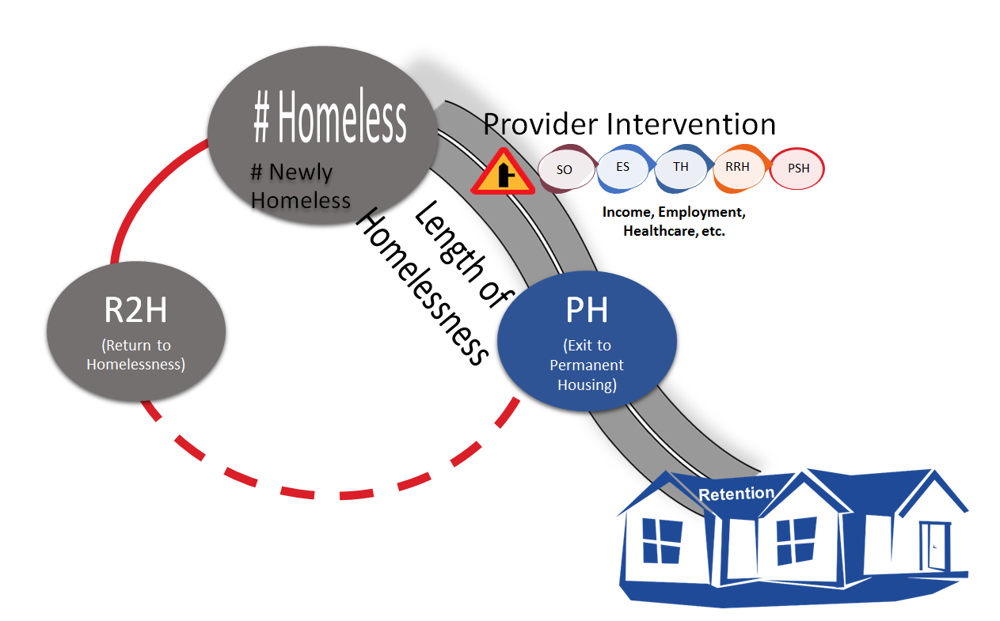 # Homeless
# Newly
Homeless
Provider Intervention
SO
ES
TH
RRH
PSH
Income, Employment,
Healthcare, etc.
Length of
Homelessness
R2H
(Return to
Homelessness)
PH
(Exit to
Permanent
Housing)
Retention